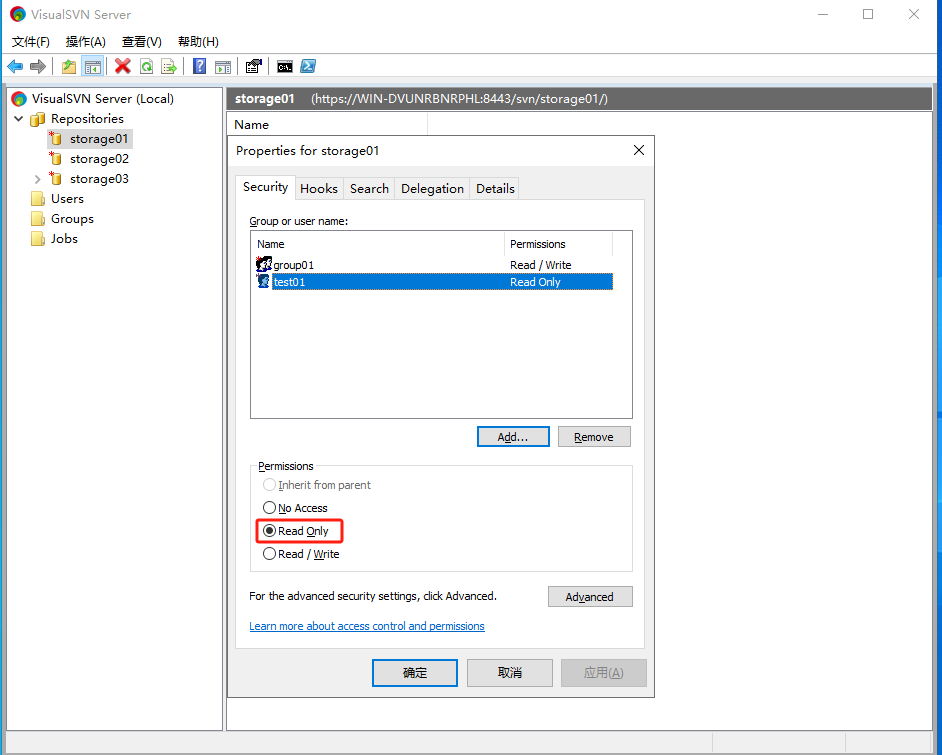 VisualSVN Server
文件(F) 操作(A) 查看(V) 帮助(H)
VisualSVN Server (Local)
Repositories
storage01
storage02
storage03
Users
Groups
Jobs
storage01 (https://WIN-DVUNRBNRPHL:8443/svn/storage01/)
Name
Properties for storage01
Security Hooks Search Delegation Details
Group or user name:
Name Permissions
group01 Read / Write
test01 Read Only
Add... Remove
Permissions
Inherit from parent
No Access
Read Only
Read / Write
For the advanced security settings, click Advanced. Advanced
Learn more about access control and permissions
确定 取消 应用(A)